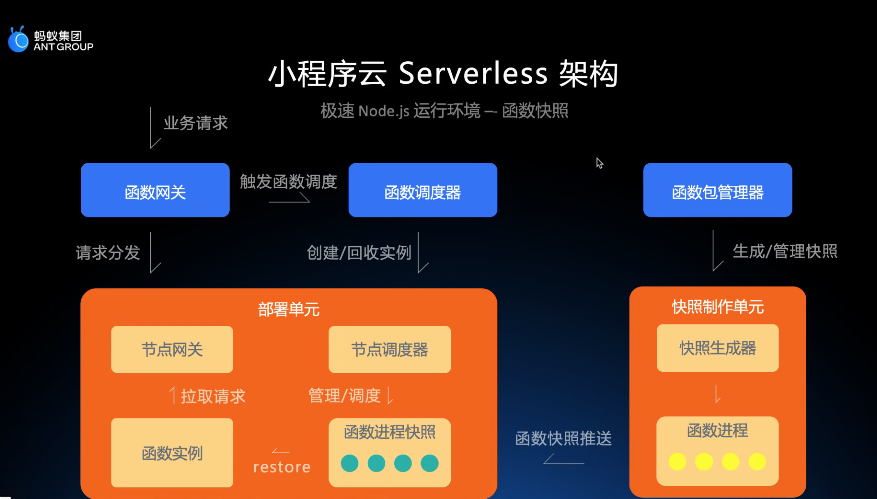 蚂蚁集团
ANT GROUP
小程序云 Serverless 架构
极速 Node.js 运行环境 — 函数快照
业务请求
函数网关
触发函数调度
函数调度器
函数包管理器
请求分发
创建/回收实例
生成/管理快照
部署单元
快照制作单元
节点网关
节点调度器
快照生成器
拉取请求
管理/调度
函数实例
restore
函数进程快照
函数快照推送
函数进程